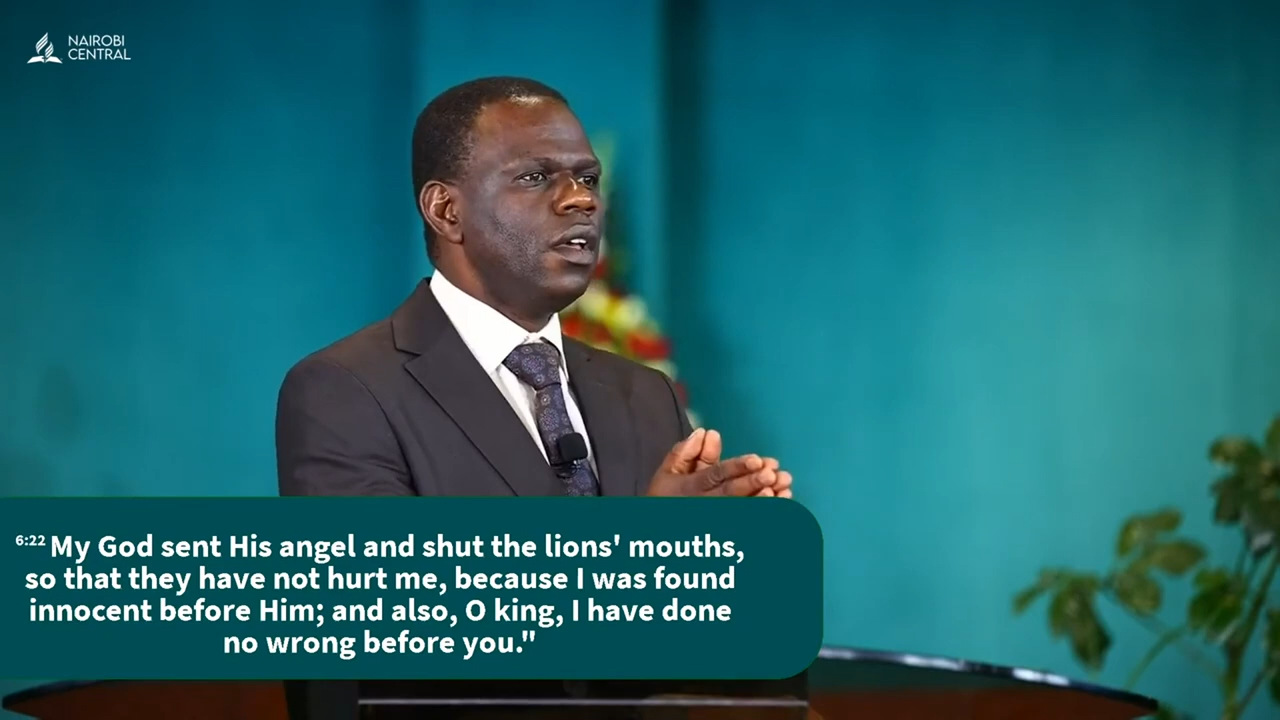 NAIROBI
CENTRAL
6:22 My God sent His angel and shut the lions' mouths,
so that they have not hurt me, because I was found
innocent before Him; and also, O king, I have done
no wrong before you."